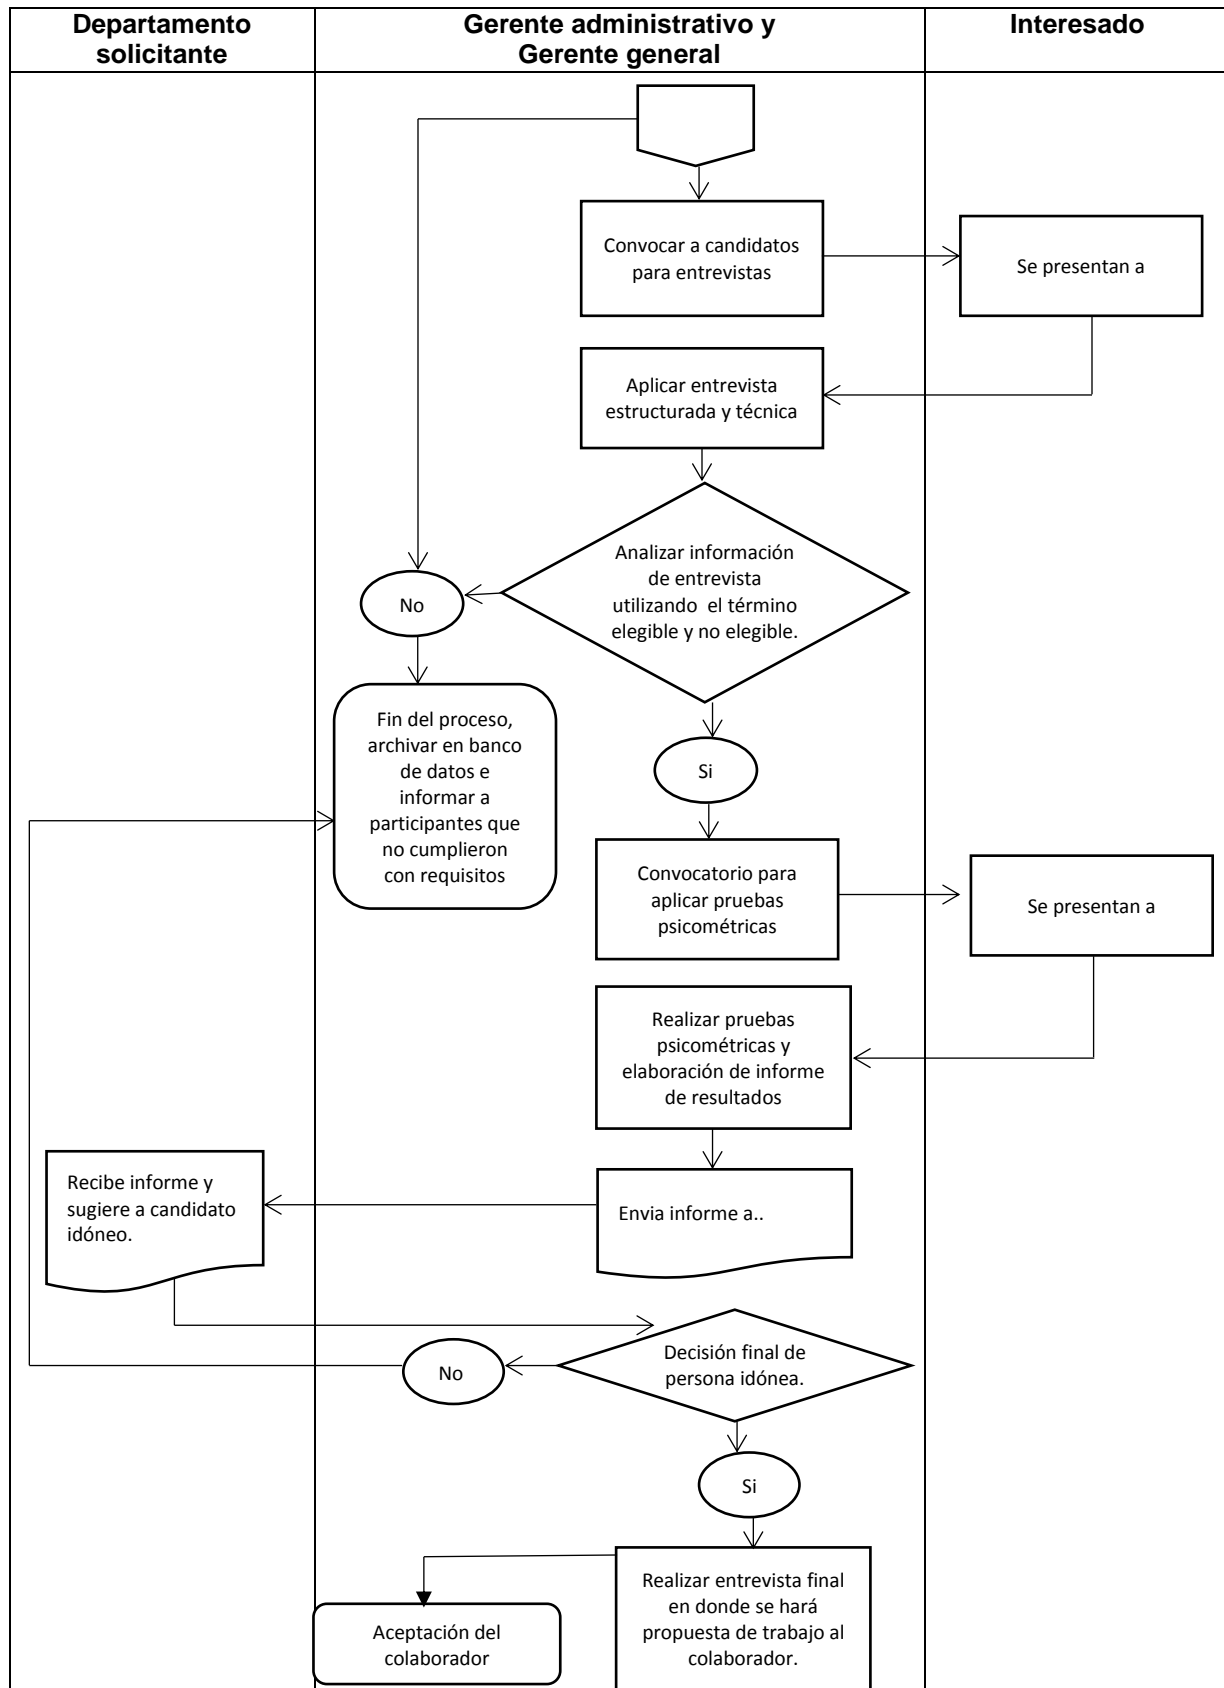 Departamento
solicitante
Gerente administrativo y
Gerente general
Interesado
Convocar a candidatos
para entrevistas
Se presentan a
Aplicar entrevista
estructurada y técnica
Analizar información
de entrevista
utilizando  el término
elegible y no elegible.
No
Fin del proceso,
archivar en banco
de datos e
informar a
participantes que
no cumplieron
con requisitos
Si
Convocatorio para
aplicar pruebas
psicométricas
Se presentan a
Realizar pruebas
psicométricas y
elaboración de informe
de resultados
Recibe informe y
sugiere a candidato
idóneo.
Envia informe a..
Decisión final de
persona idónea.
No
Si
Realizar entrevista final
en donde se hará
propuesta de trabajo al
colaborador.
Aceptación del
colaborador